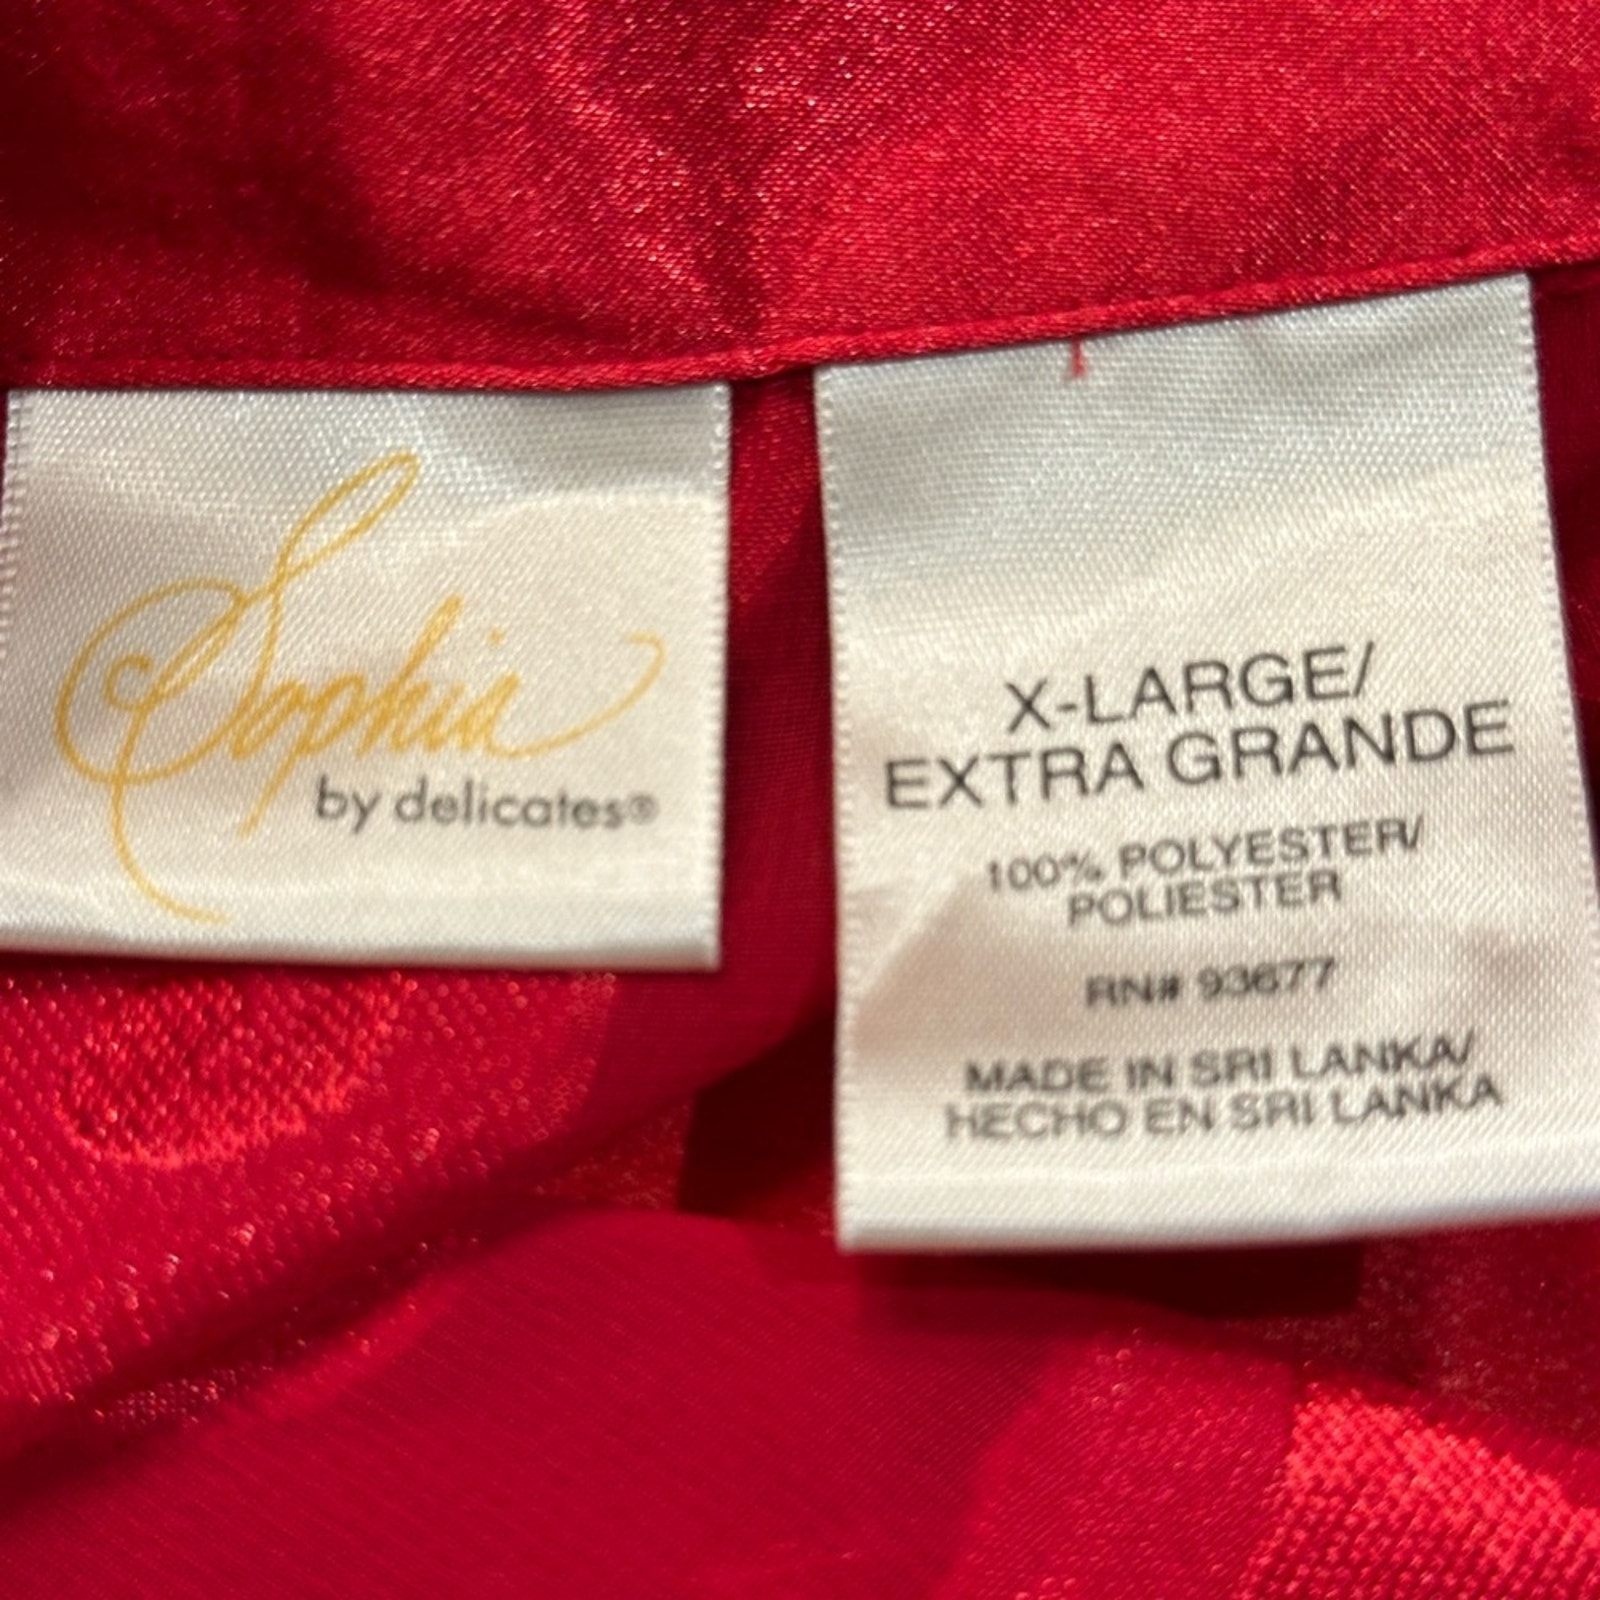 Sophia
by delicates®
X-LARGE/
EXTRA GRANDE
100% POLYESTER/
POLIESTER
RN# 93677
MADE IN SRI LANKA/
HECHO EN SRI LANKA